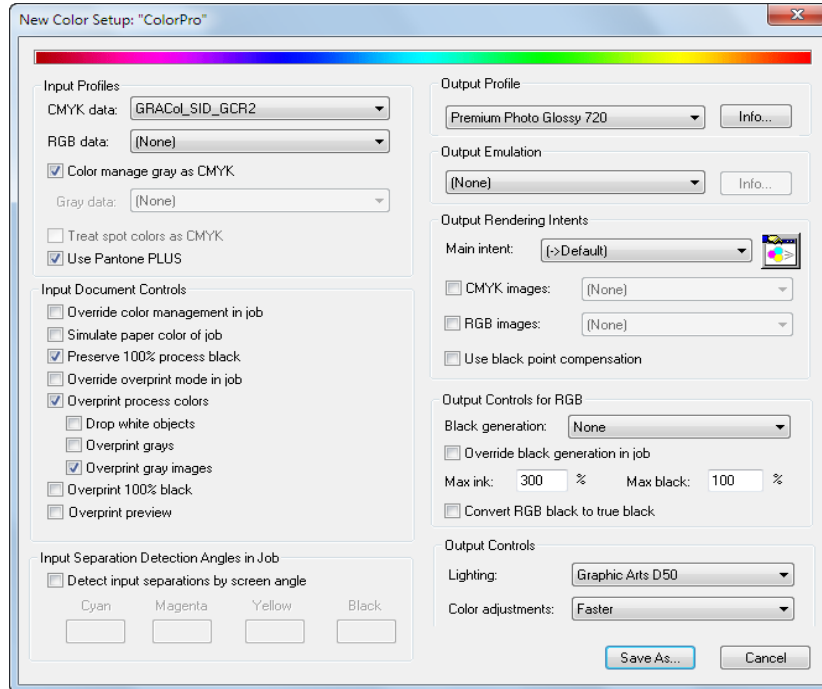 New Color Setup: "ColorPro"
Input Profiles
CMYK data: GRACol_SID_GCR2
RGB data: (None)
Color manage gray as CMYK
Gray data: (None)
Treat spot colors as CMYK
Use Pantone PLUS
Input Document Controls
Override color management in job
Simulate paper color of job
Preserve 100% process black
Override overprint mode in job
Overprint process colors
Drop white objects
Overprint grays
Overprint gray images
Overprint 100% black
Overprint preview
Input Separation Detection Angles in Job
Detect input separations by screen angle
Cyan Magenta Yellow Black
Output Profile
Premium Photo Glossy 720 Info...
Output Emulation
(None) Info...
Output Rendering Intents
Main intent: (->Default)
CMYK images: (None)
RGB images: (None)
Use black point compensation
Output Controls for RGB
Black generation: None
Override black generation in job
Max ink: 300 % Max black: 100 %
Convert RGB black to true black
Output Controls
Lighting: Graphic Arts D50
Color adjustments: Faster
Save As... Cancel